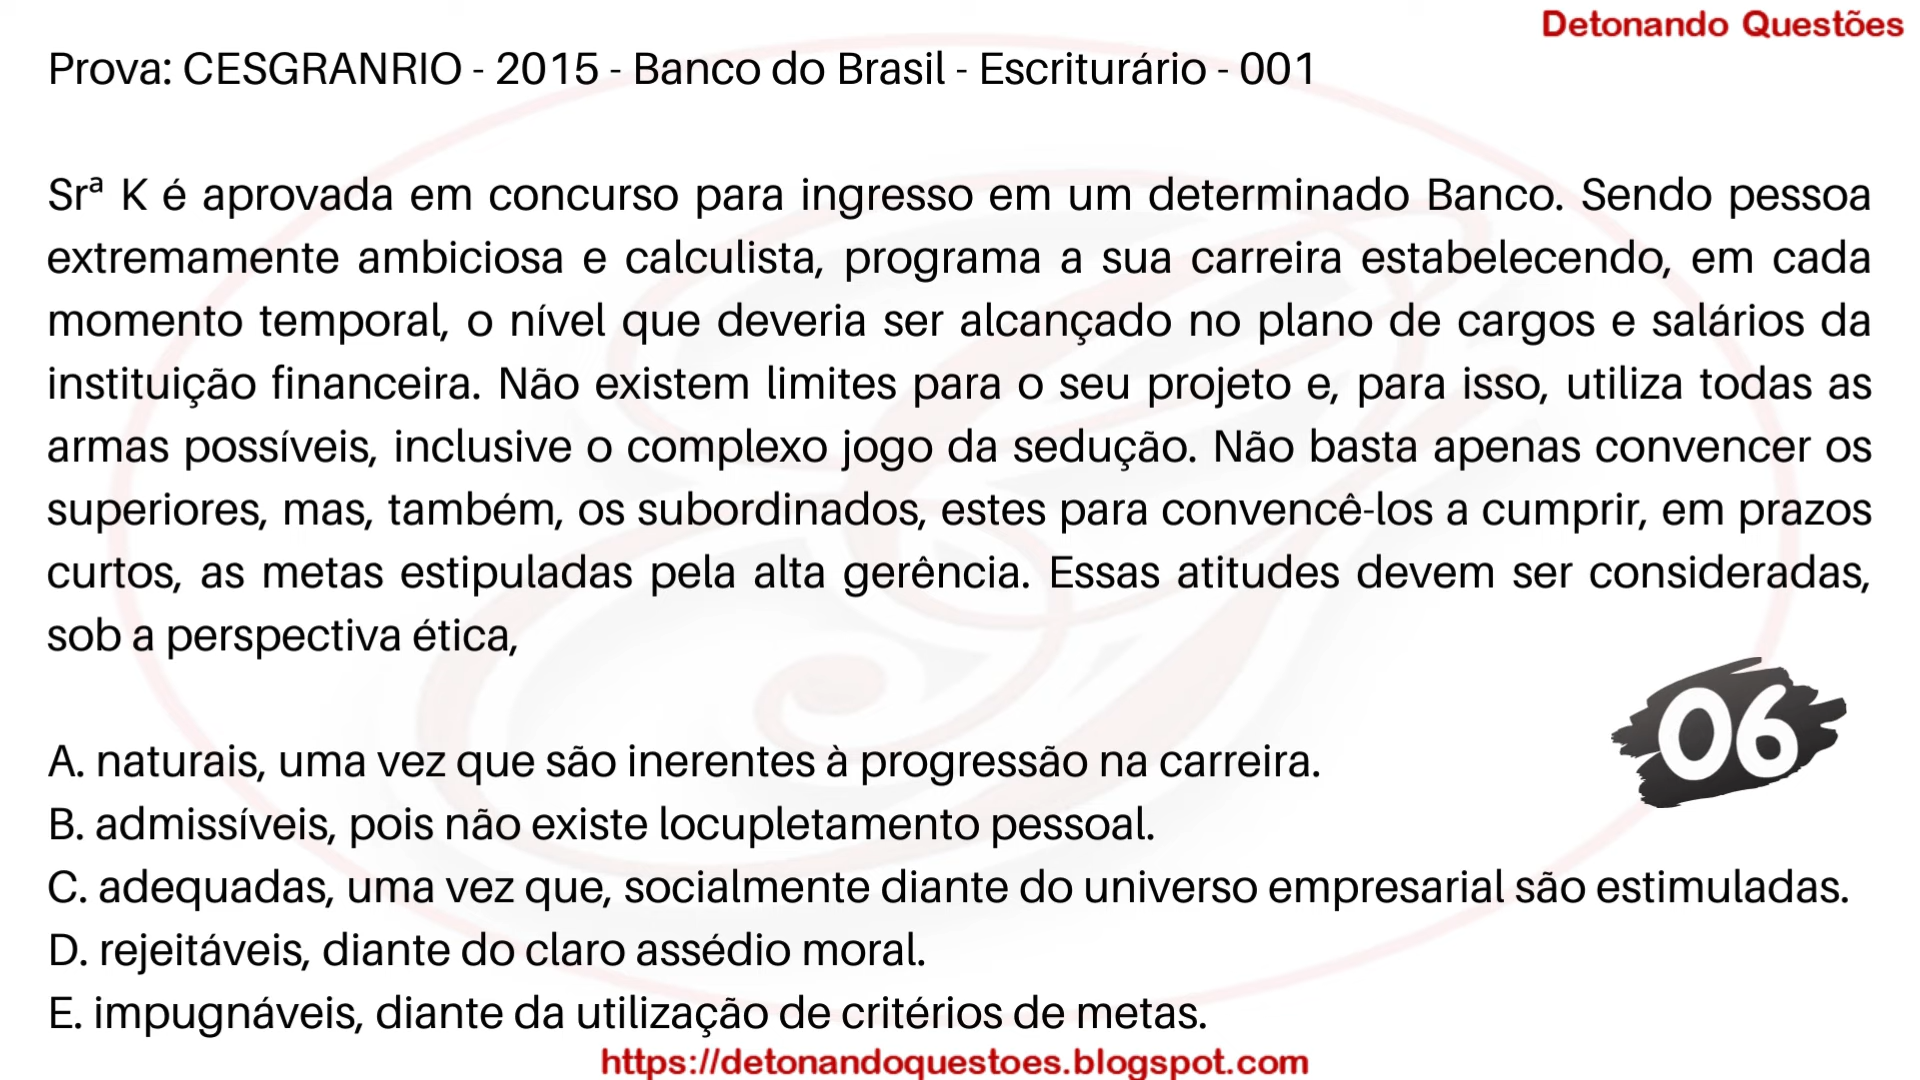 Detonando Questões
Prova: CESGRANRIO - 2015 - Banco do Brasil - Escriturário - 001
Srª K é aprovada em concurso para ingresso em um determinado Banco. Sendo pessoa
extremamente ambiciosa e calculista, programa a sua carreira estabelecendo, em cada
momento temporal, o nível que deveria ser alcançado no plano de cargos e salários da
instituição financeira. Não existem limites para o seu projeto e, para isso, utiliza todas as
armas possíveis, inclusive o complexo jogo da sedução. Não basta apenas convencer os
superiores, mas, também, os subordinados, estes para convencê-los a cumprir, em prazos
curtos, as metas estipuladas pela alta gerência. Essas atitudes devem ser consideradas,
sob a perspectiva ética,
06
A. naturais, uma vez que são inerentes à progressão na carreira.
B. admissíveis, pois não existe locupletamento pessoal.
C. adequadas, uma vez que, socialmente diante do universo empresarial são estimuladas.
D. rejeitáveis, diante do claro assédio moral.
E. impugnáveis, diante da utilização de critérios de metas.
https://detonandoquestoes.blogspot.com